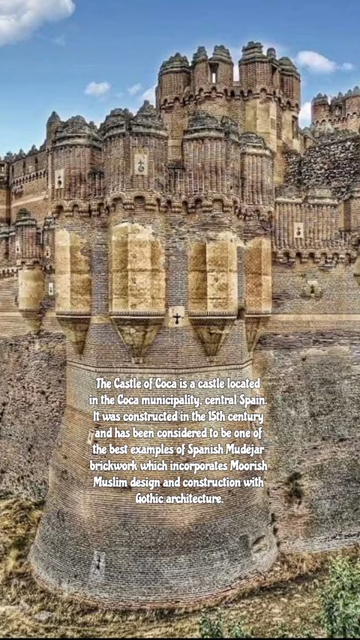 The Castle of Coca is a castle located
in the Coca municipality, central Spain.
It was constructed in the 15th century
and has been considered to be one of
the best examples of Spanish Mudejar
brickwork which incorporates Moorish
Muslim design and construction with
Gothic architecture.